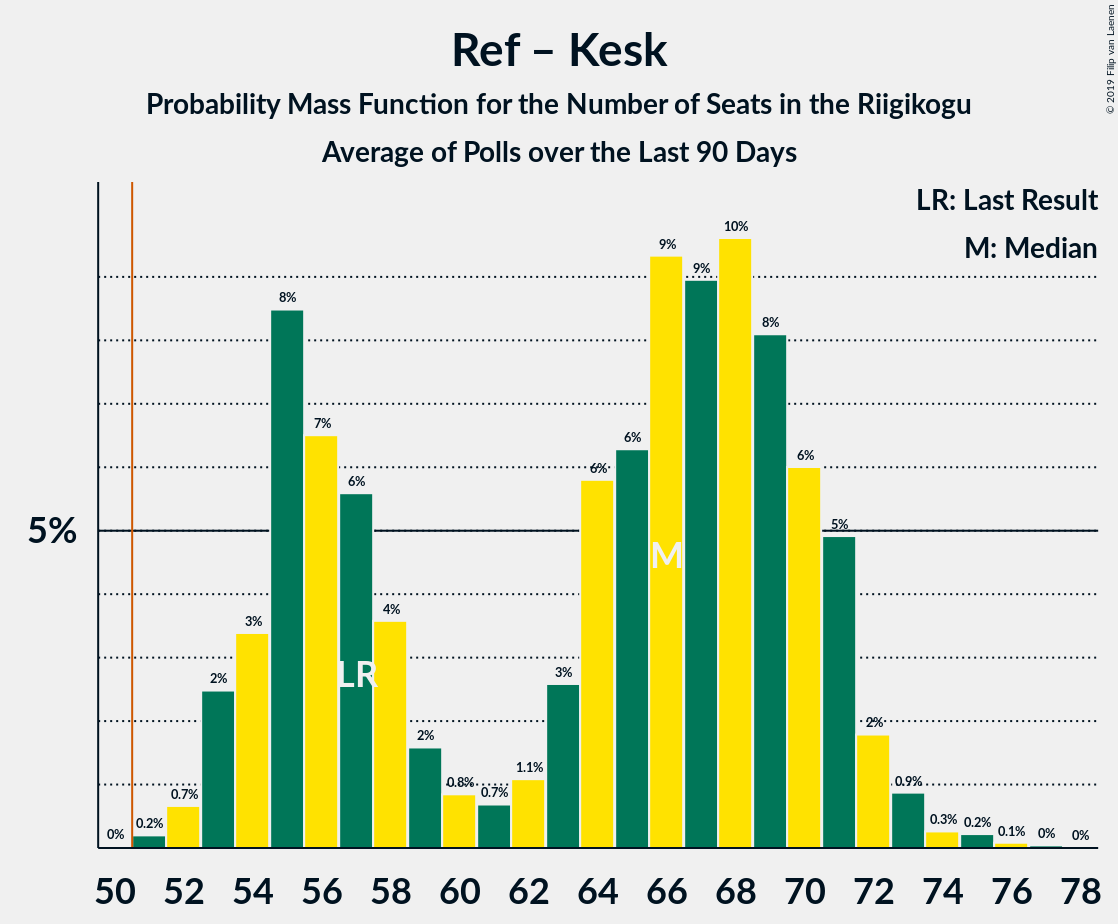 Ref – Kesk
Probability Mass Function for the Number of Seats in the Riigikogu
Average of Polls over the Last 90 Days
© 2019 Filip van Laenen
LR: Last Result
M: Median
5%
0% 0.2% 0.7% 2% 3% 8% 7% 6% 4% 2% 0.8% 0.7% 1.1% 3% 6% 6% 9% 9% 10% 8% 6% 5% 2% 0.9% 0.3% 0.2% 0.1% 0% 0%
LR
M
50 52 54 56 58 60 62 64 66 68 70 72 74 76 78